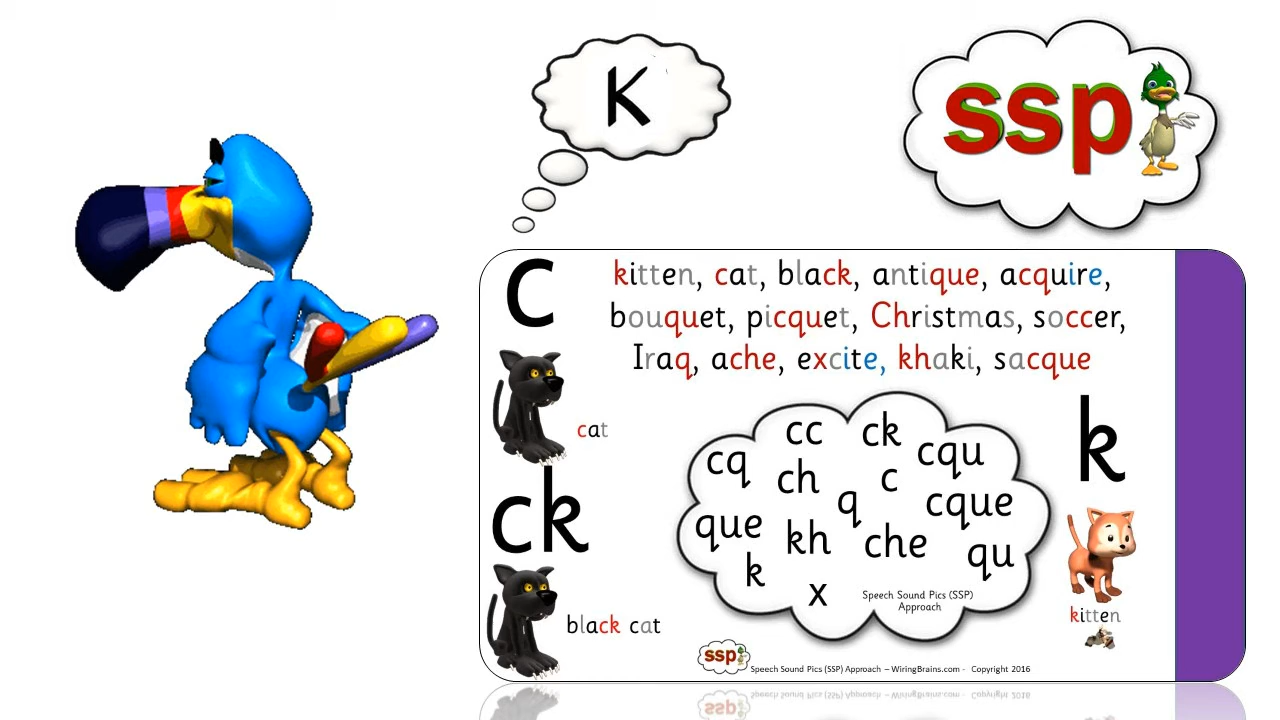 K
ssp
c
kitten, cat, black, antique, acquire,
bouquet, picquet, Christmas, soccer,
Iraq, ache, excite, khaki, sacque
cat
ck
black cat
cc
ck
cqu
cq
ch
c
q
cque
que
kh
che
qu
k
x
Speech Sound Pics (SSP)
Approach
k
kitten
ssp
Speech Sound Pics (SSP) Approach – WiringBrains.com - Copyright 2016